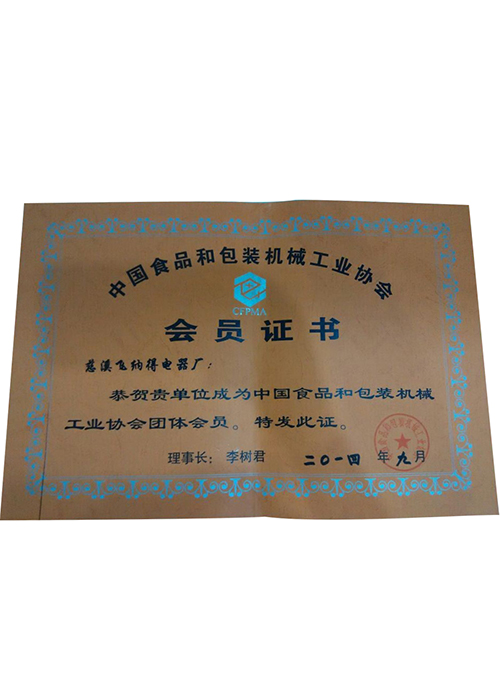 中国食品和包装机械工业协会
CFPMA
会员证书
慈溪飞纳得电器厂：
恭贺贵单位成为中国食品和包装机械
工业协会团体会员。特发此证。
理事长： 李树君 二〇一四 年 九 月